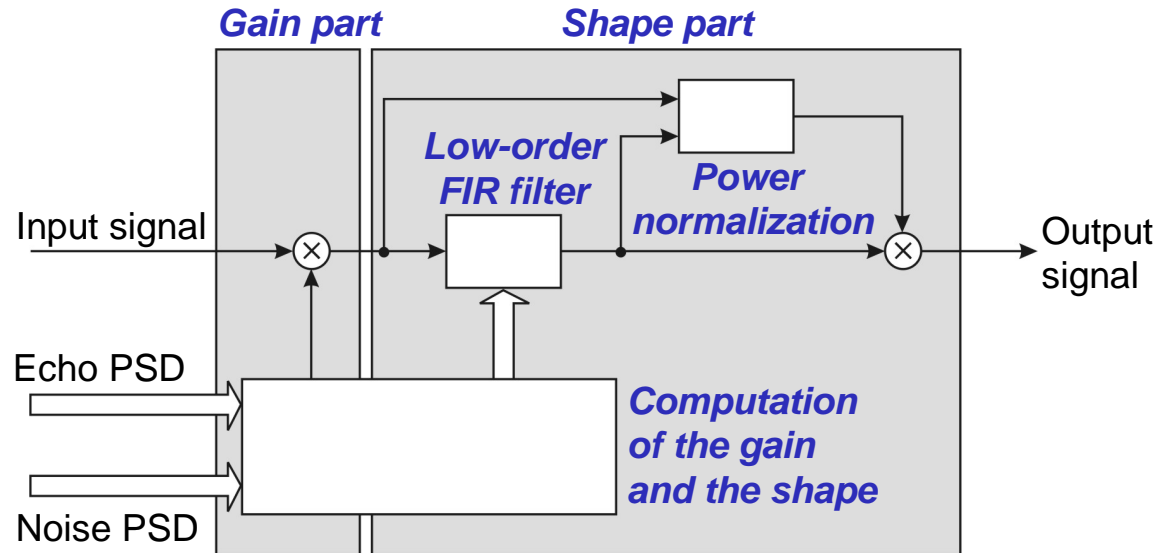 Gain part
Shape part
Low-order
FIR filter
Power
normalization
Input signal
Output
signal
Echo PSD
Computation
of the gain
and the shape
Noise PSD